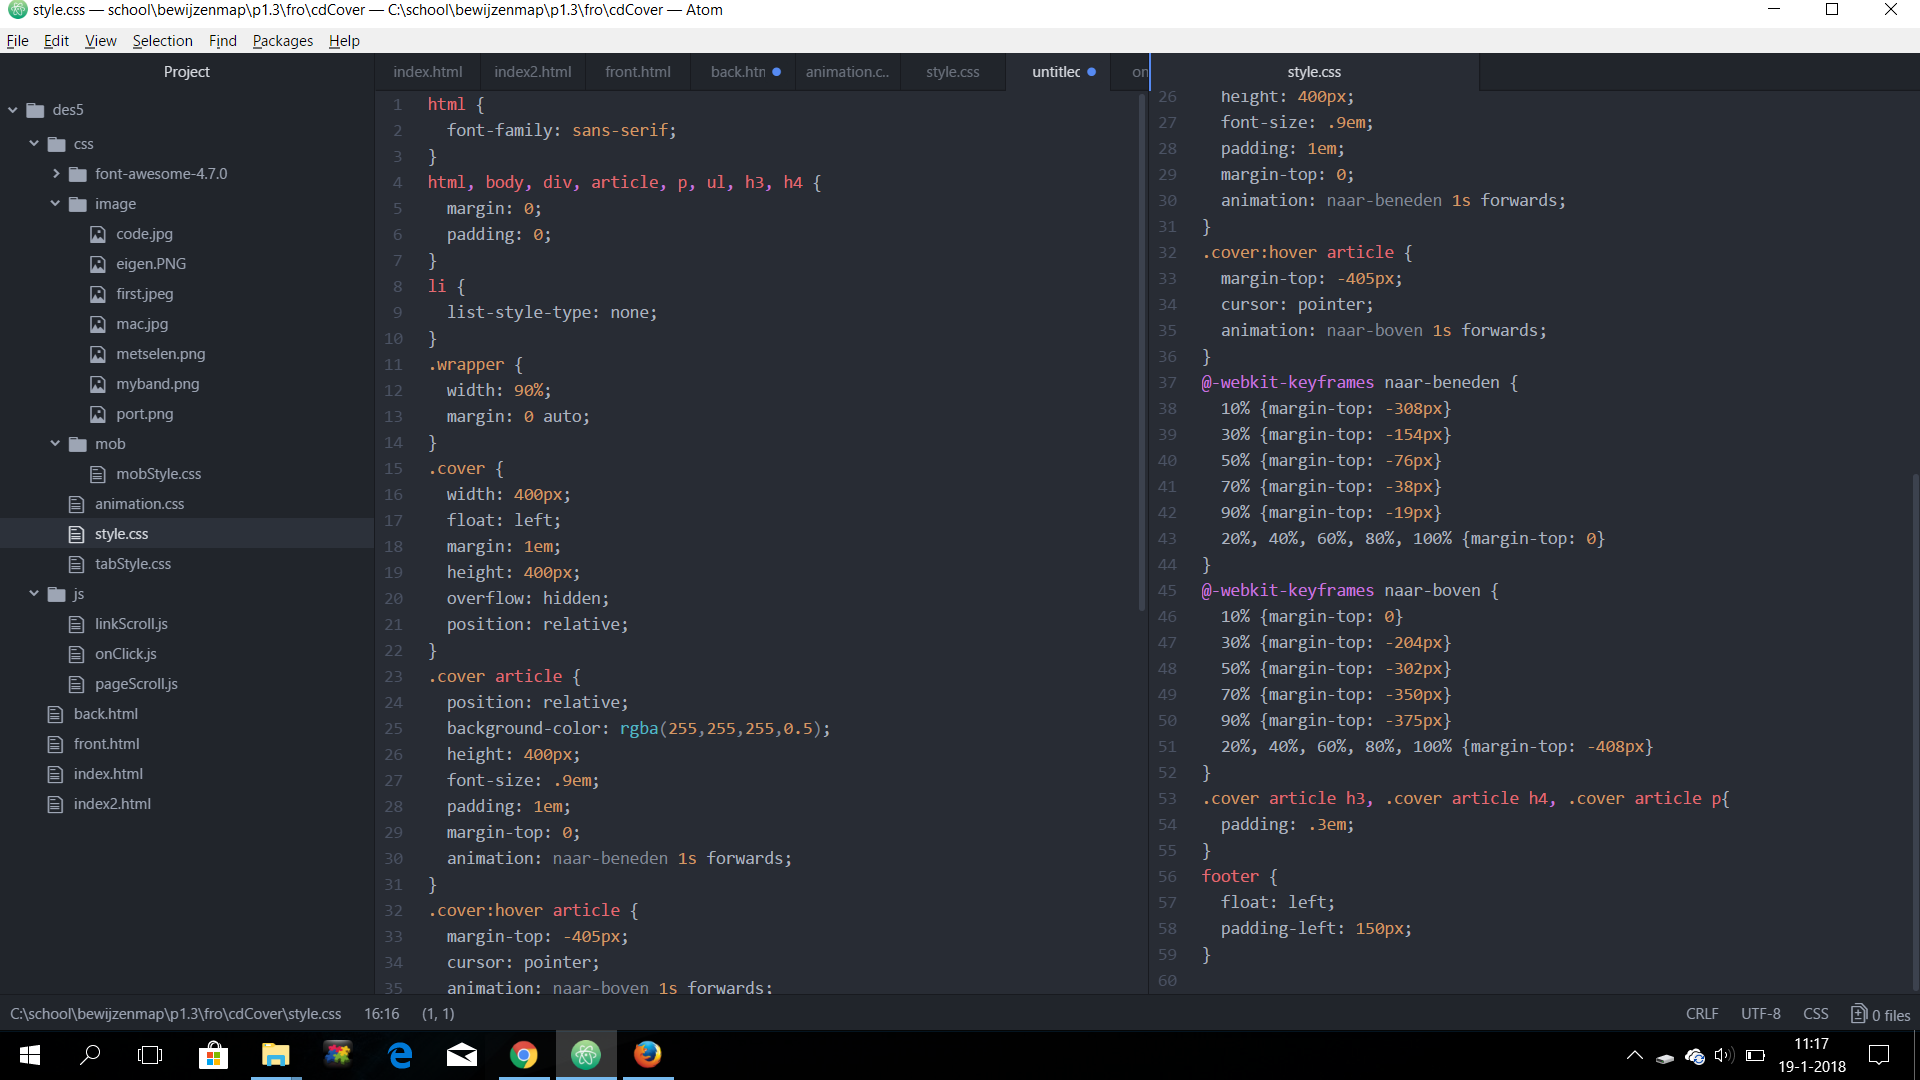 style.css — school\bewijzenmap\p1.3\fro\cdCover — C:\school\bewijzenmap\p1.3\fro\cdCover — Atom
File Edit View Selection Find Packages Help
Project
index.html index2.html front.html back.htn animation.c.. style.css untitlec on
style.css
des5
css
font-awesome-4.7.0
image
code.jpg
eigen.PNG
first.jpeg
mac.jpg
metselen.png
myband.png
port.png
mob
mobStyle.css
animation.css
style.css
tabStyle.css
js
linkScroll.js
onClick.js
pageScroll.js
back.html
front.html
index.html
index2.html
1 html {
2 font-family: sans-serif;
3 }
4 html, body, div, article, p, ul, h3, h4 {
5 margin: 0;
6 padding: 0;
7 }
8 li {
9 list-style-type: none;
10 }
11 .wrapper {
12 width: 90%;
13 margin: 0 auto;
14 }
15 .cover {
16 width: 400px;
17 float: left;
18 margin: 1em;
19 height: 400px;
20 overflow: hidden;
21 position: relative;
22 }
23 .cover article {
24 position: relative;
25 background-color: rgba(255,255,255,0.5);
26 height: 400px;
27 font-size: .9em;
28 padding: 1em;
29 margin-top: 0;
30 animation: naar-beneden 1s forwards;
31 }
32 .cover:hover article {
33 margin-top: -405px;
34 cursor: pointer;
35 animation: naar-boven 1s forwards;
26 height: 400px;
27 font-size: .9em;
28 padding: 1em;
29 margin-top: 0;
30 animation: naar-beneden 1s forwards;
31 }
32 .cover:hover article {
33 margin-top: -405px;
34 cursor: pointer;
35 animation: naar-boven 1s forwards;
36 }
37 @-webkit-keyframes naar-beneden {
38 10% {margin-top: -308px}
39 30% {margin-top: -154px}
40 50% {margin-top: -76px}
41 70% {margin-top: -38px}
42 90% {margin-top: -19px}
43 20%, 40%, 60%, 80%, 100% {margin-top: 0}
44 }
45 @-webkit-keyframes naar-boven {
46 10% {margin-top: 0}
47 30% {margin-top: -204px}
48 50% {margin-top: -302px}
49 70% {margin-top: -350px}
50 90% {margin-top: -375px}
51 20%, 40%, 60%, 80%, 100% {margin-top: -408px}
52 }
53 .cover article h3, .cover article h4, .cover article p{
54 padding: .3em;
55 }
56 footer {
57 float: left;
58 padding-left: 150px;
59 }
60
C:\school\bewijzenmap\p1.3\fro\cdCover\style.css 16:16 (1, 1)
CRLF UTF-8 CSS 0 files
11:17
19-1-2018